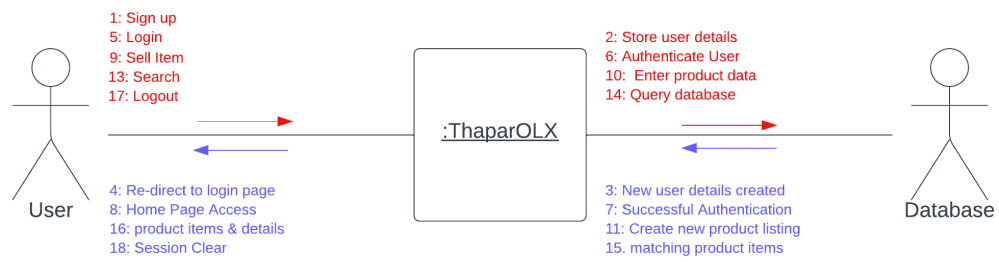 1: Sign up
5: Login
9: Sell Item
13: Search
17: Logout
2: Store user details
6: Authenticate User
10:  Enter product data
14: Query database
:ThaparOLX
4: Re-direct to login page
8: Home Page Access
16: product items & details
18: Session Clear
3: New user details created
7: Successful Authentication
11: Create new product listing
15. matching product items
User
Database